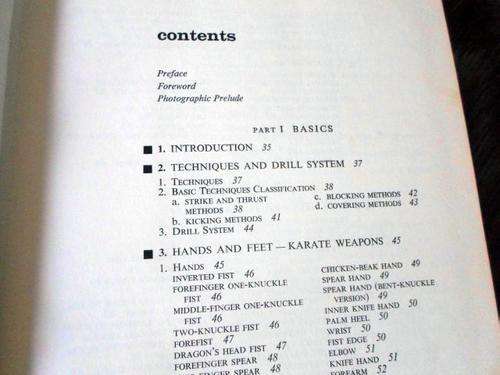 contents
Preface
Foreword
Photographic Prelude
PART I BASICS
■ 1. INTRODUCTION 35
■ 2. TECHNIQUES AND DRILL SYSTEM 37
1. TECHNIQUES 37
2. BASIC TECHNIQUES CLASSIFICATION 38
a. STRIKE AND THRUST
METHODS 38
b. KICKING METHODS 41
c. BLOCKING METHODS 42
d. COVERING METHODS 43
3. DRILL SYSTEM 44
■ 3. HANDS AND FEET — KARATE WEAPONS 45
1. HANDS 45
INVERTED FIST 46
FOREFINGER ONE-KNUCKLE
FIST 46
MIDDLE-FINGER ONE-KNUCKLE
FIST 46
TWO-KNUCKLE FIST 46
FOREFIST 47
DRAGON'S HEAD FIST 47
FOREFINGER SPEAR 48
FINGER SPEAR 48
CHICKEN-BEAK HAND 49
SPEAR HAND 49
SPEAR HAND (BENT-KNUCKLE
VERSION) 49
INNER KNIFE HAND 50
PALM HEEL 50
WRIST 50
FIST EDGE 50
ELBOW 51
KNIFE HAND 51
FOREARM 52